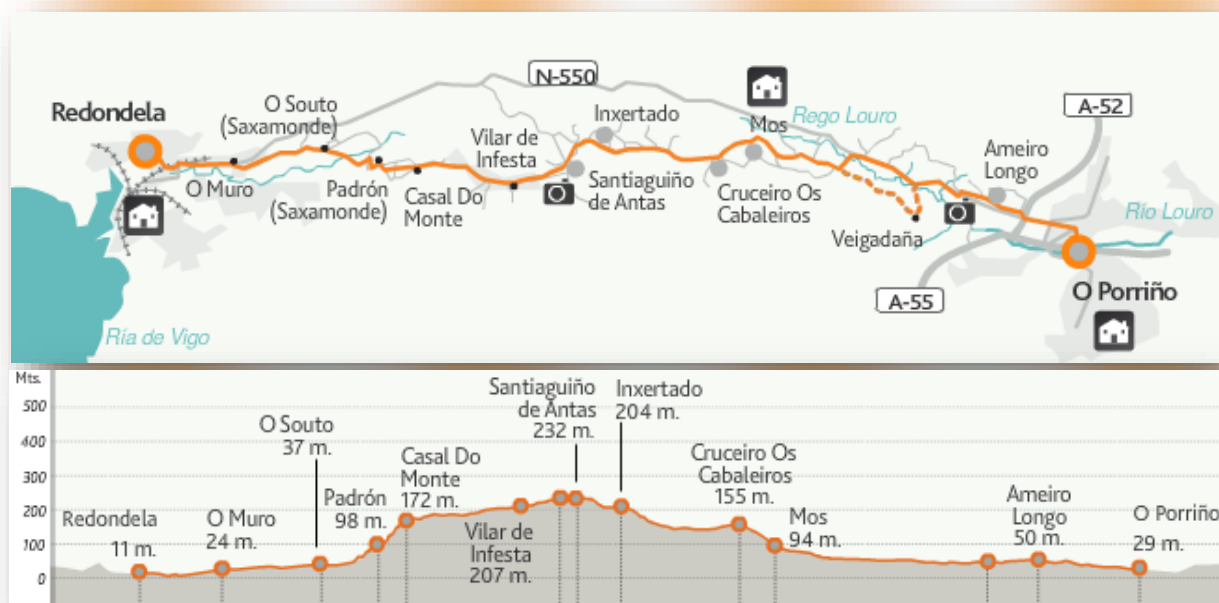 N-550
Redondela
O Souto
(Saxamonde)
Inxertado
Mos
Rego Louro
A-52
Vilar de
Infesta
Ameiro
Longo
O Muro
Padrón
(Saxamonde)
Casal Do
Monte
Santiaguiño
de Antas
Cruceiro Os
Cabaleiros
Veigadaña
Río Louro
A-55
O Porriño
Ría de Vigo
Mts.
500
400
300
200
100
0
Redondela
11 m.
O Muro
24 m.
O Souto
37 m.
Padrón
98 m.
Casal Do
Monte
172 m.
Vilar de
Infesta
207 m.
Santiaguiño
de Antas
232 m.
Inxertado
204 m.
Cruceiro Os
Cabaleiros
155 m.
Mos
94 m.
Ameiro
Longo
50 m.
O Porriño
29 m.